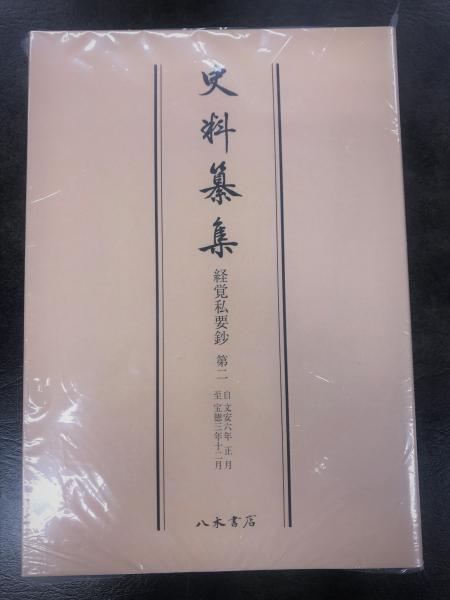 史料纂集
経覚私要鈔 第二
自 文安六年 正月
至 宝徳三年十二月
八木書店